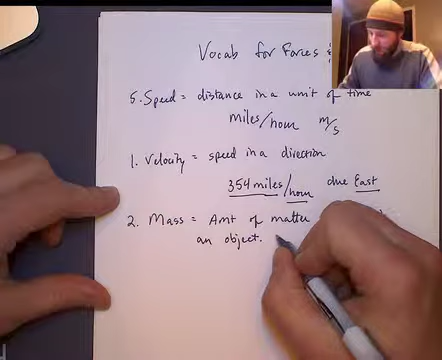 Vocab for Forces
5. Speed = distance in a unit of time
miles/hour m/s
1. Velocity = speed in a direction
354 miles/hour due East
2. Mass = Amt of matter
an object.